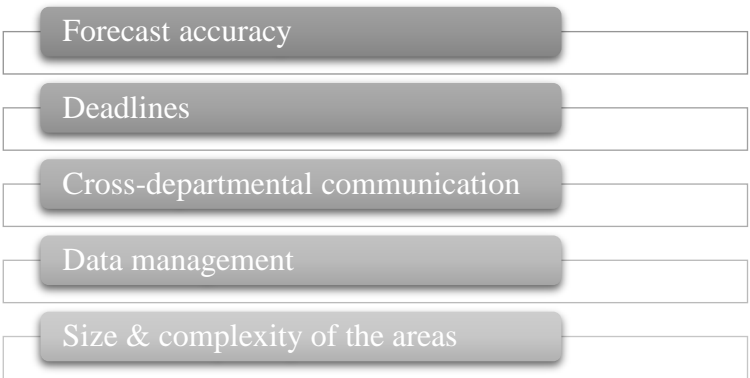 Forecast accuracy
Deadlines
Cross-departmental communication
Data management
Size & complexity of the areas